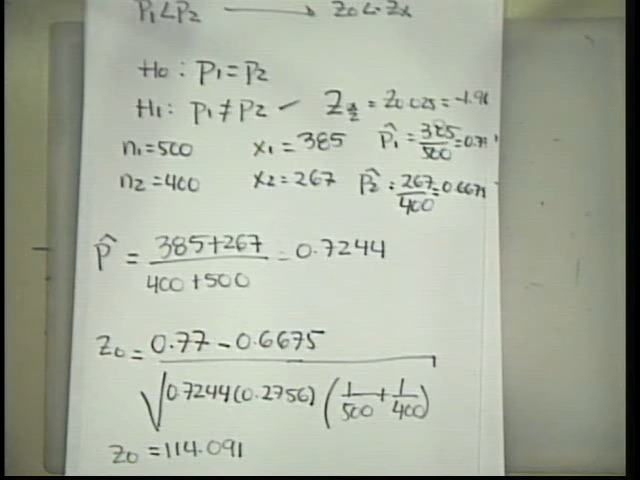 P1<P2 → Z0<-Zα
H0 : P1 = P2
H1 : P1 ≠ P2 Zα/2 = Z0.025 = -1.96
n1=500 x1=385 P̂1 = 385/500 = 0.77
n2=400 x2=267 P̂2 = 267/400 = 0.6675
P̂ = 385+267 / 400+500 = 0.7244
Z0 = 0.77 - 0.6675 / √0.7244(0.2756)(1/500 + 1/400)
Z0 = 114.091